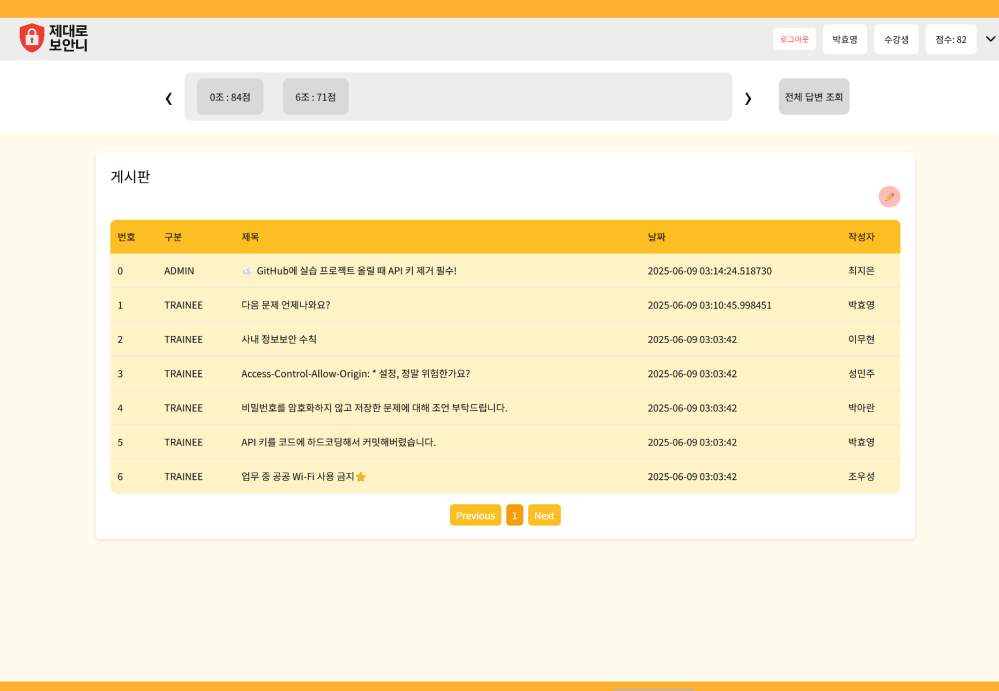 제대로
보안니
로그아웃 박효영 수강생 점수: 82
❮ 0조 : 84점 6조 : 71점 ❯ 전체 답변 조회
게시판
번호 구분 제목 날짜 작성자
0 ADMIN GitHub에 실습 프로젝트 올릴 때 API 키 제거 필수! 2025-06-09 03:14:24.518730 최지은
1 TRAINEE 다음 문제 언제나와요? 2025-06-09 03:10:45.998451 박효영
2 TRAINEE 사내 정보보안 수칙 2025-06-09 03:03:42 이무현
3 TRAINEE Access-Control-Allow-Origin: * 설정, 정말 위험한가요? 2025-06-09 03:03:42 성민주
4 TRAINEE 비밀번호를 암호화하지 않고 저장한 문제에 대해 조언 부탁드립니다. 2025-06-09 03:03:42 박아란
5 TRAINEE API 키를 코드에 하드코딩해서 커밋해버렸습니다. 2025-06-09 03:03:42 박효영
6 TRAINEE 업무 중 공공 Wi-Fi 사용 금지⭐ 2025-06-09 03:03:42 조우성
Previous 1 Next